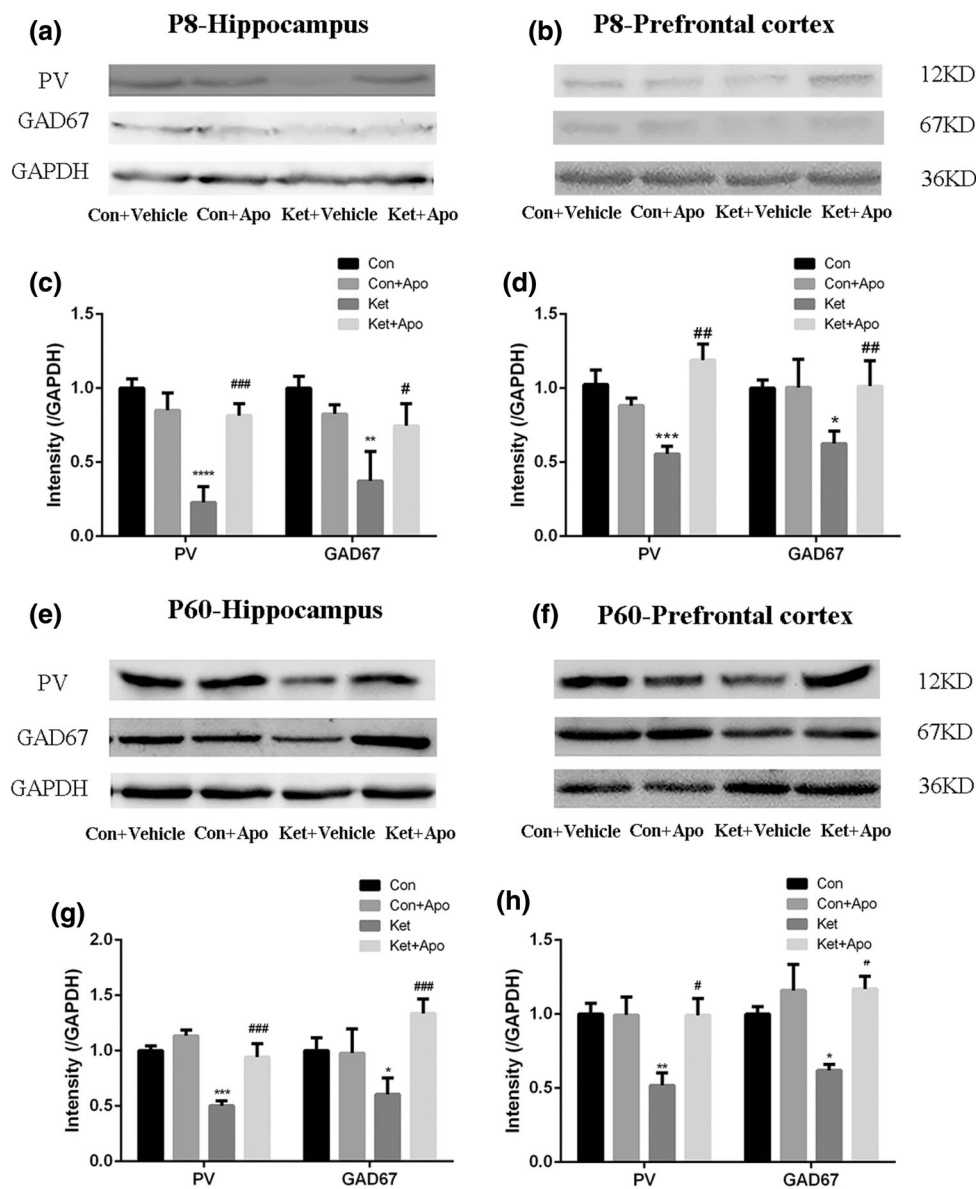 (a) P8-Hippocampus
(b) P8-Prefrontal cortex
PV
12KD
GAD67
67KD
GAPDH
36KD
Con+Vehicle Con+Apo Ket+Vehicle Ket+Apo
Con+Vehicle Con+Apo Ket+Vehicle Ket+Apo
(c)
Con
Con+Apo
Ket
Ket+Apo
Intensity (/GAPDH)
1.5
1.0
0.5
0.0
****
###
**
#
PV GAD67
(d)
Con
Con+Apo
Ket
Ket+Apo
Intensity (/GAPDH)
1.5
1.0
0.5
0.0
***
##
*
##
PV GAD67
(e) P60-Hippocampus
(f) P60-Prefrontal cortex
PV
12KD
GAD67
67KD
GAPDH
36KD
Con+Vehicle Con+Apo Ket+Vehicle Ket+Apo
Con+Vehicle Con+Apo Ket+Vehicle Ket+Apo
(g)
Con
Con+Apo
Ket
Ket+Apo
Intensity (/GAPDH)
2.0
1.5
1.0
0.5
0.0
***
###
*
###
PV GAD67
(h)
Con
Con+Apo
Ket
Ket+Apo
Intensity (/GAPDH)
1.5
1.0
0.5
0.0
**
#
*
#
PV GAD67